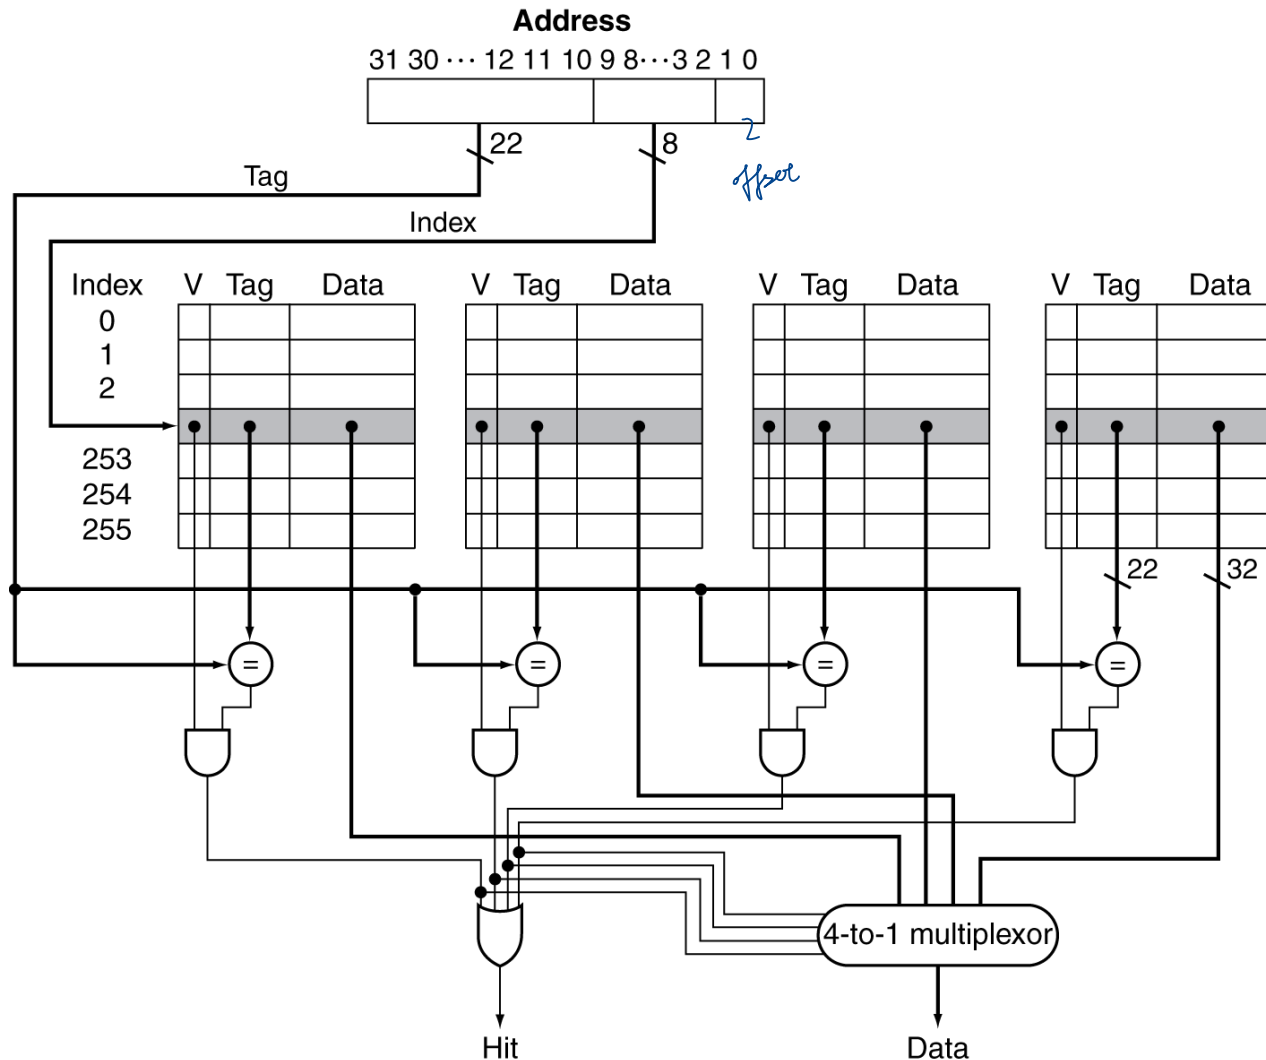 Address
31 30 ··· 12 11 10 9 8···3 2 1 0
22
8
2
offset
Tag
Index
Index V Tag Data V Tag Data V Tag Data V Tag Data
0
1
2
253
254
255
22 32
= = = =
4-to-1 multiplexor
Hit Data